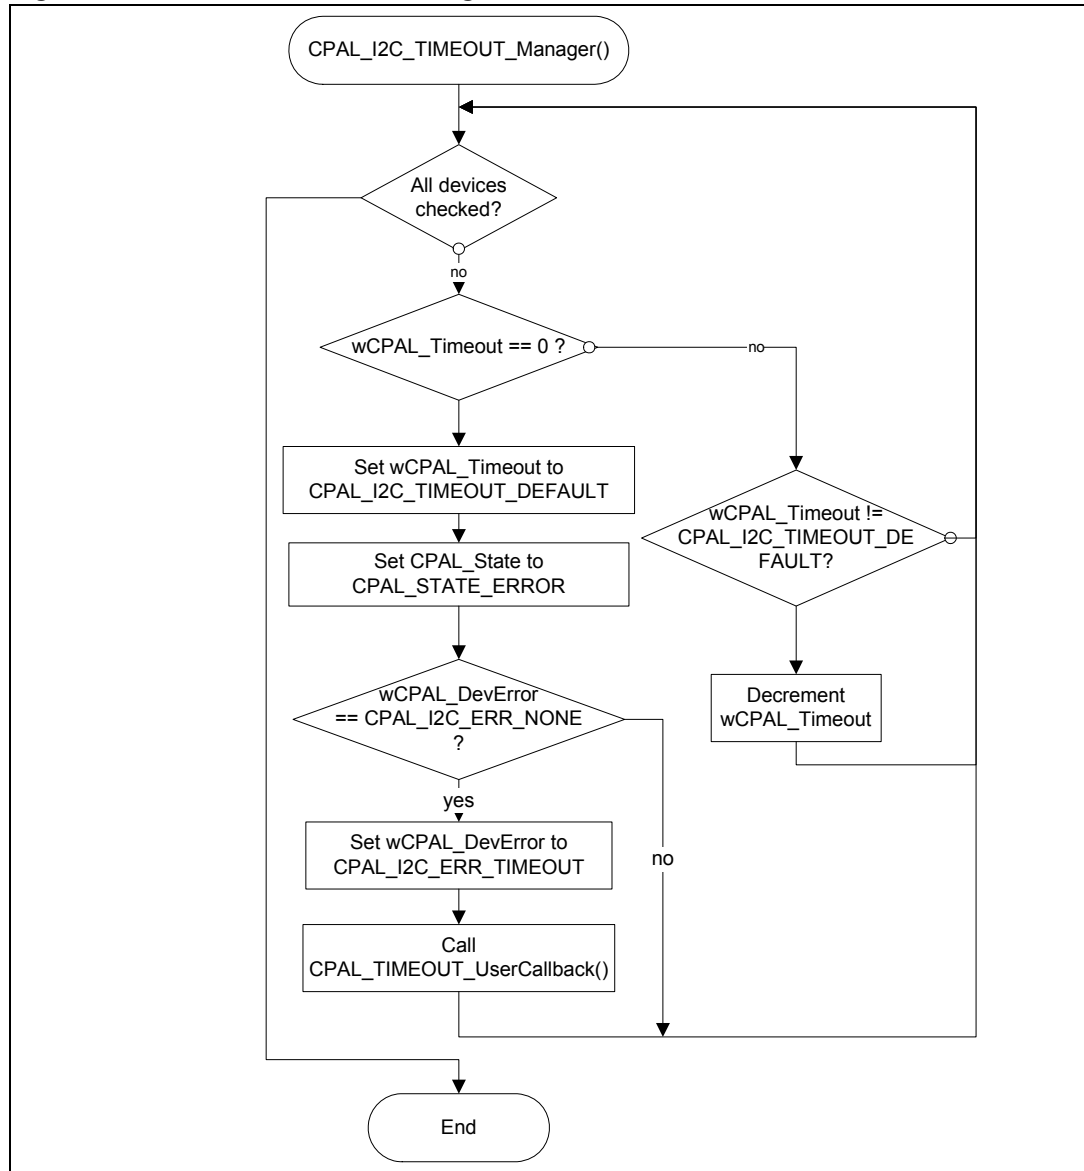 CPAL_I2C_TIMEOUT_Manager()
All devices
checked?
no
wCPAL_Timeout == 0 ?
no
Set wCPAL_Timeout to
CPAL_I2C_TIMEOUT_DEFAULT
wCPAL_Timeout !=
CPAL_I2C_TIMEOUT_DE
FAULT?
Set CPAL_State to
CPAL_STATE_ERROR
wCPAL_DevError
== CPAL_I2C_ERR_NONE
?
Decrement
wCPAL_Timeout
yes
Set wCPAL_DevError to
CPAL_I2C_ERR_TIMEOUT
no
Call
CPAL_TIMEOUT_UserCallback()
End